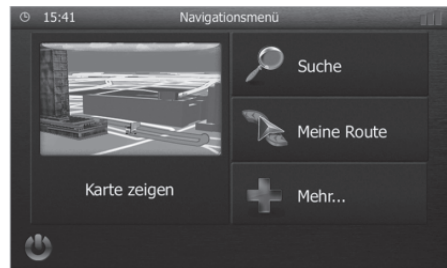 15:41
Navigationsmenü
Suche
Meine Route
Karte zeigen
Mehr...